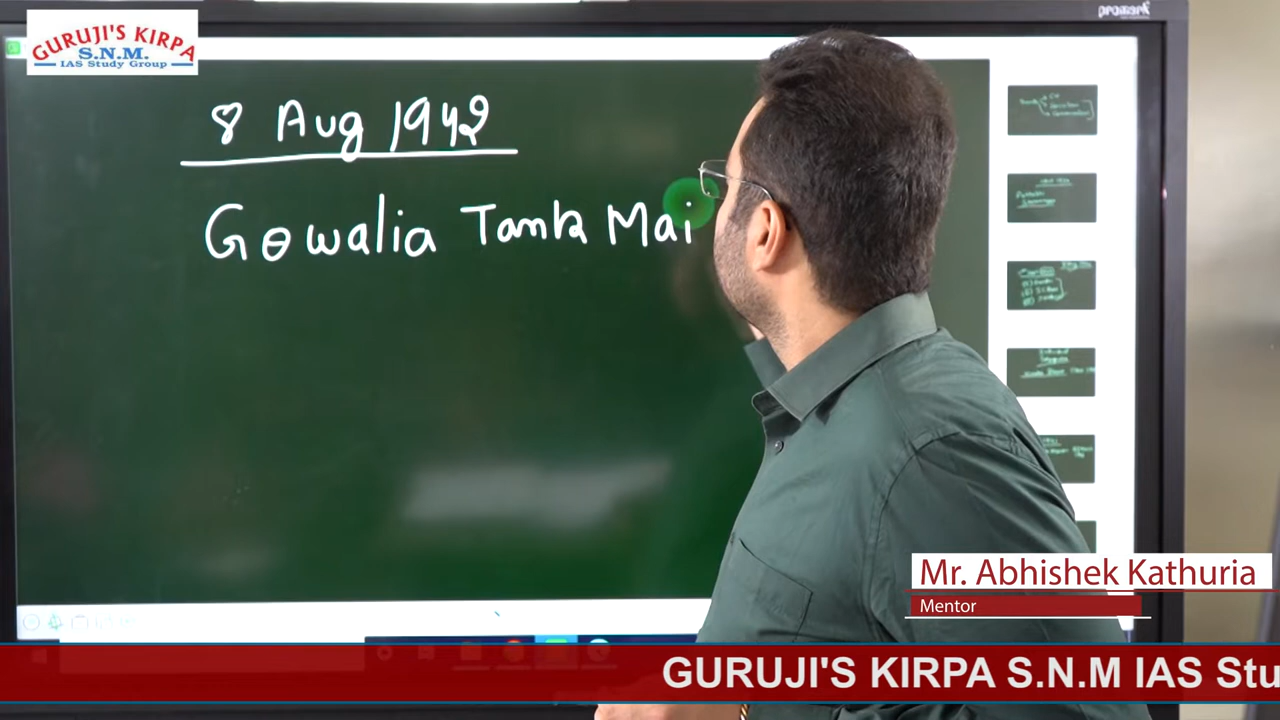 GURUJI'S KIRPA
S.N.M.
IAS Study Group
8 Aug 1942
Gowalia Tank Mai
Mr. Abhishek Kathuria
Mentor
GURUJI'S KIRPA S.N.M IAS Stu